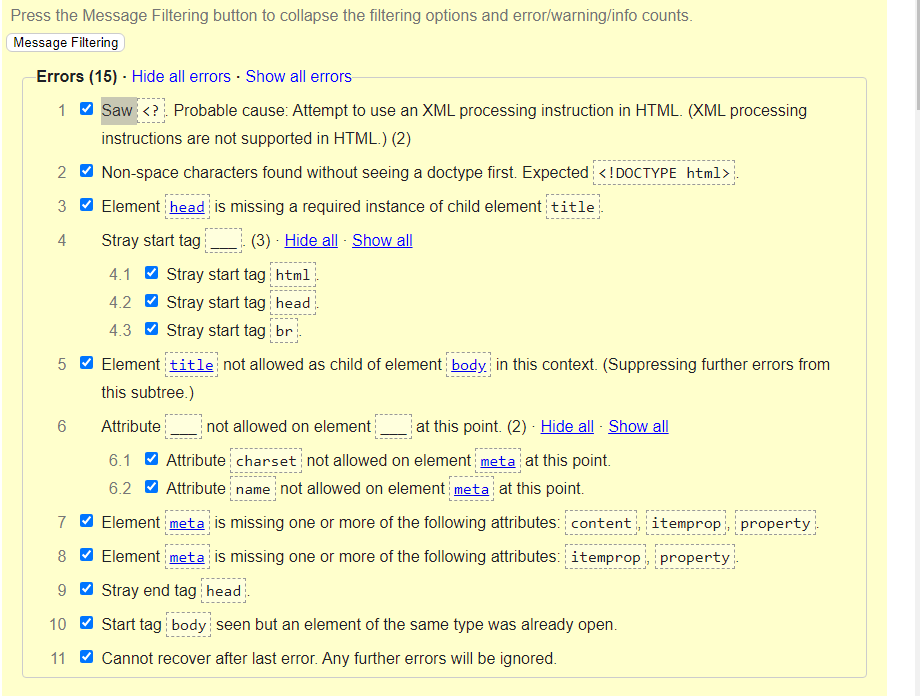 Press the Message Filtering button to collapse the filtering options and error/warning/info counts.
Message Filtering
Errors (15) · Hide all errors · Show all errors
1 Saw <?. Probable cause: Attempt to use an XML processing instruction in HTML. (XML processing
instructions are not supported in HTML.) (2)
2 Non-space characters found without seeing a doctype first. Expected <!DOCTYPE html>.
3 Element head is missing a required instance of child element title.
4 Stray start tag ___. (3) · Hide all · Show all
4.1 Stray start tag html.
4.2 Stray start tag head.
4.3 Stray start tag br.
5 Element title not allowed as child of element body in this context. (Suppressing further errors from
this subtree.)
6 Attribute ___ not allowed on element ___ at this point. (2) · Hide all · Show all
6.1 Attribute charset not allowed on element meta at this point.
6.2 Attribute name not allowed on element meta at this point.
7 Element meta is missing one or more of the following attributes: content, itemprop, property.
8 Element meta is missing one or more of the following attributes: itemprop, property.
9 Stray end tag head.
10 Start tag body seen but an element of the same type was already open.
11 Cannot recover after last error. Any further errors will be ignored.